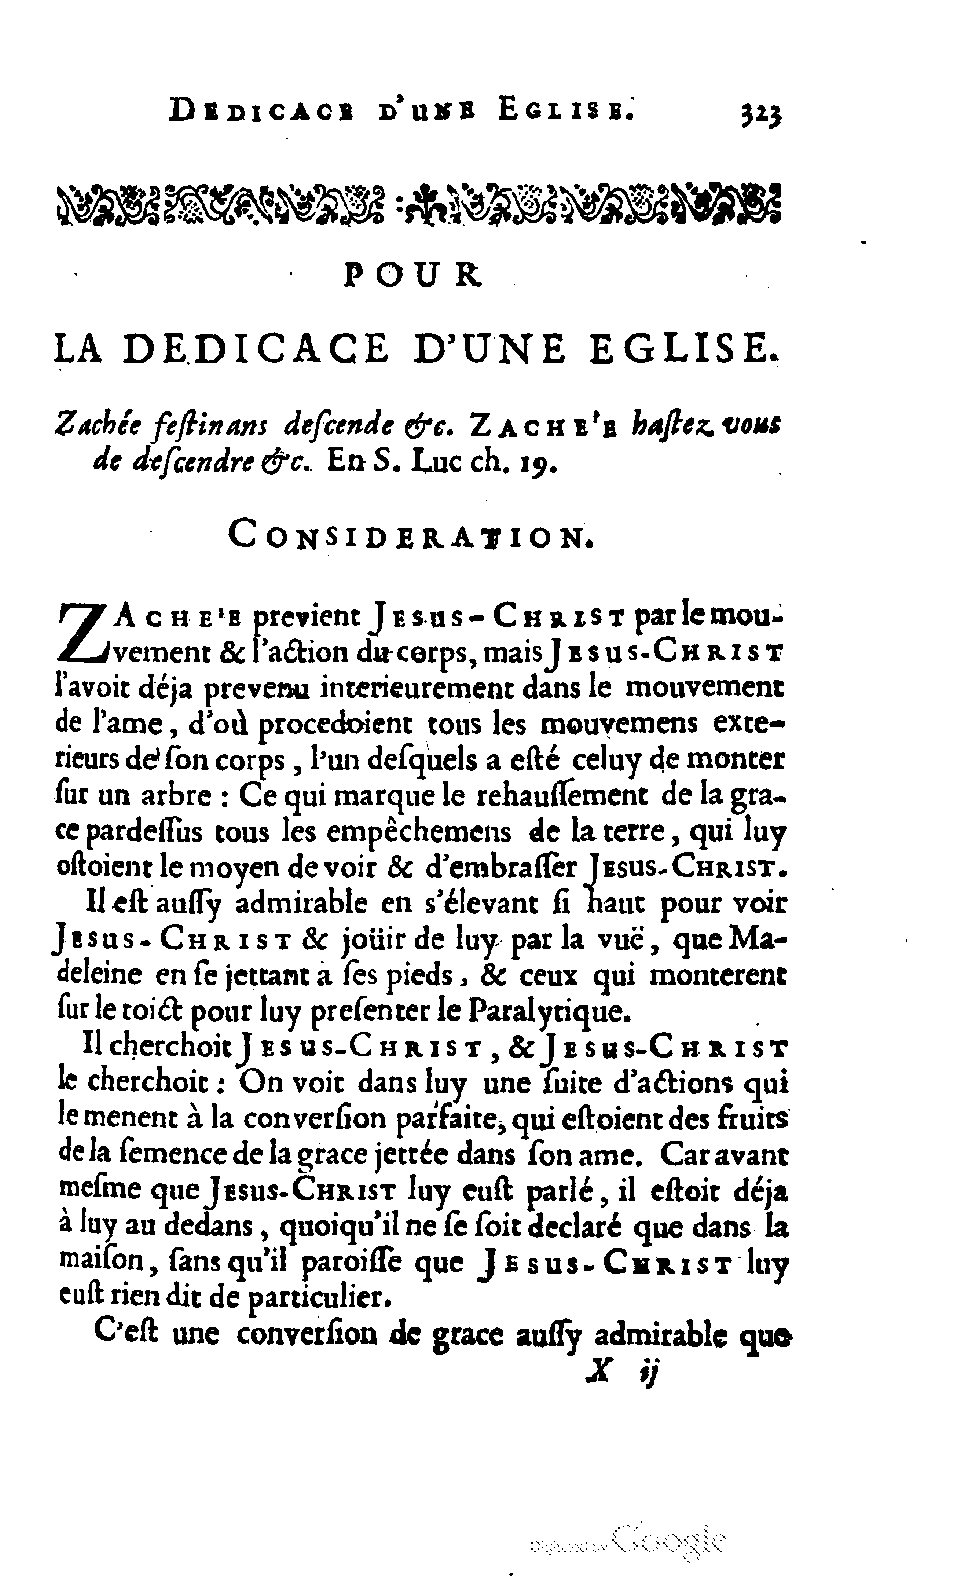 DEDICACE D'UNE EGLISE. 323
POUR
LA DEDICACE D'UNE EGLISE.
Zachée feſtinans deſcende &c. ZACHE'E haſtez vous
de deſcendre &c. En S. Luc ch. 19.
CONSIDERATION.
ZACHE'E previent JESUS-CHRIST par le mou-
vement & l'action du corps, mais JESUS-CHRIST
l'avoit déja prevenu interieurement dans le mouvement
de l'ame, d'où procedoient tous les mouvemens exte-
rieurs de ſon corps, l'un deſquels a eſté celuy de monter
ſur un arbre : Ce qui marque le rehauſſement de la gra-
ce pardeſſus tous les empêchemens de la terre, qui luy
oſtoient le moyen de voir & d'embraſſer JESUS-CHRIST.
Il eſt auſſy admirable en s'élevant ſi haut pour voir
JESUS-CHRIST & joüir de luy par la vuë, que Ma-
deleine en ſe jettant à ſes pieds, & ceux qui monterent
ſur le toict pour luy preſenter le Paralytique.
Il cherchoit JESUS-CHRIST, & JESUS-CHRIST
le cherchoit : On voit dans luy une ſuite d'actions qui
le menent à la converſion parfaite, qui eſtoient des fruits
de la ſemence de la grace jettée dans ſon ame. Car avant
meſme que JESUS-CHRIST luy euſt parlé, il eſtoit déja
à luy au dedans, quoiqu'il ne ſe ſoit declaré que dans la
maiſon, ſans qu'il paroiſſe que JESUS-CHRIST luy
euſt rien dit de particulier.
C'eſt une converſion de grace auſſy admirable que
X ij
Digitized by Google